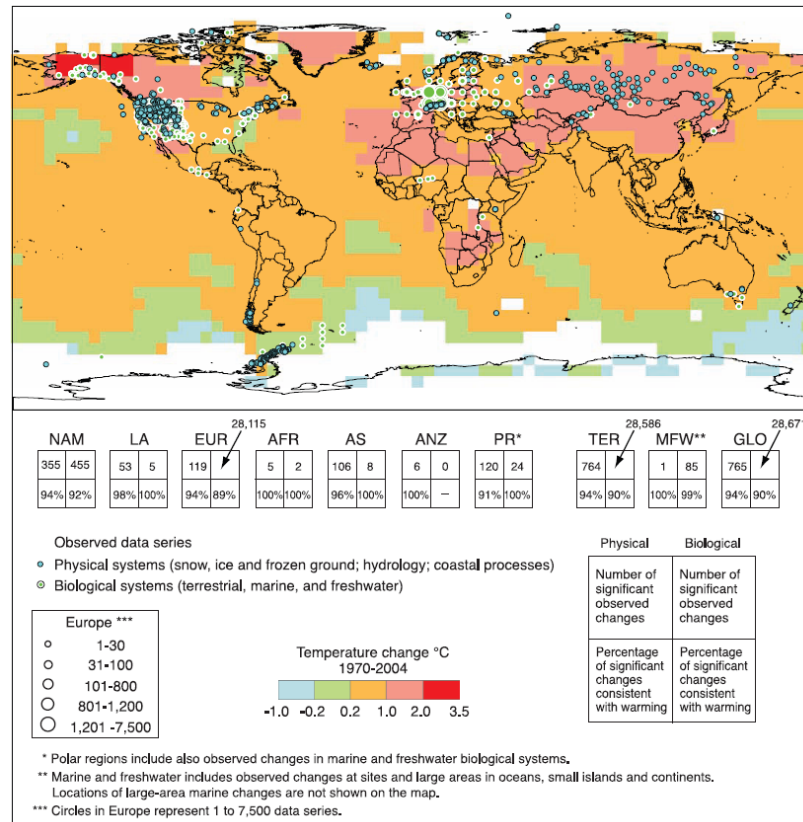 28,115
28,586
28,671
NAM LA EUR AFR AS ANZ PR* TER MFW** GLO
355 455 53 5 119 5 2 106 8 6 0 120 24 764 1 85 765
94% 92% 98% 100% 94% 89% 100% 100% 96% 100% 100% — 91% 100% 94% 90% 100% 99% 94% 90%
Observed data series
Physical systems (snow, ice and frozen ground; hydrology; coastal processes)
Biological systems (terrestrial, marine, and freshwater)
Europe ***
1-30
31-100
101-800
801-1,200
1,201 -7,500
Temperature change °C
1970-2004
-1.0 -0.2 0.2 1.0 2.0 3.5
Physical Biological
Number of Number of
significant significant
observed observed
changes changes
Percentage Percentage
of significant of significant
changes changes
consistent consistent
with warming with warming
* Polar regions include also observed changes in marine and freshwater biological systems.
** Marine and freshwater includes observed changes at sites and large areas in oceans, small islands and continents.
Locations of large-area marine changes are not shown on the map.
*** Circles in Europe represent 1 to 7,500 data series.